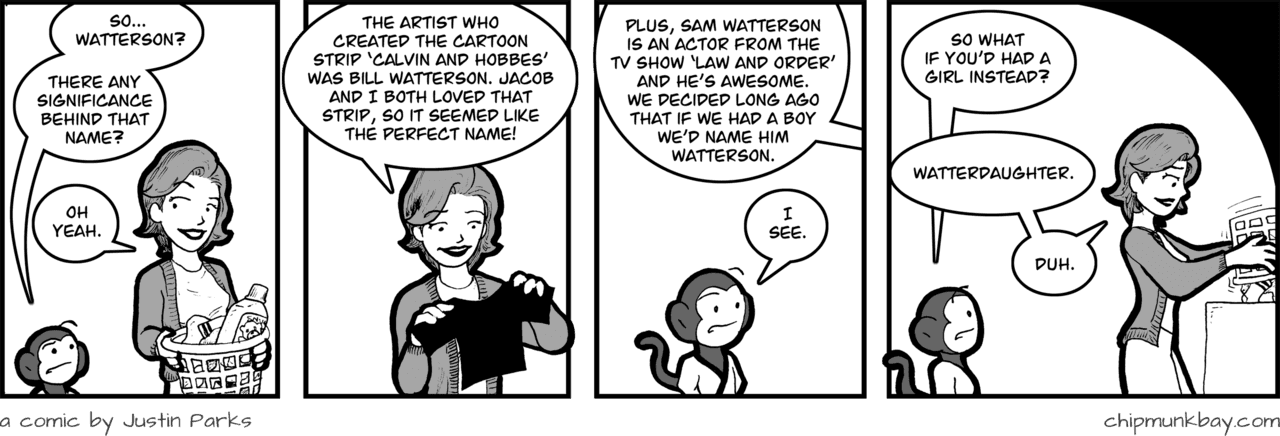 SO...
WATTERSON?
THERE ANY
SIGNIFICANCE
BEHIND THAT
NAME?
OH
YEAH.
THE ARTIST WHO
CREATED THE CARTOON
STRIP 'CALVIN AND HOBBES'
WAS BILL WATTERSON. JACOB
AND I BOTH LOVED THAT
STRIP, SO IT SEEMED LIKE
THE PERFECT NAME!
PLUS, SAM WATTERSON
IS AN ACTOR FROM THE
TV SHOW 'LAW AND ORDER'
AND HE'S AWESOME.
WE DECIDED LONG AGO
THAT IF WE HAD A BOY
WE'D NAME HIM
WATTERSON.
I
SEE.
SO WHAT
IF YOU'D HAD A
GIRL INSTEAD?
WATTERDAUGHTER.
DUH.
a comic by Justin Parks
chipmunkbay.com